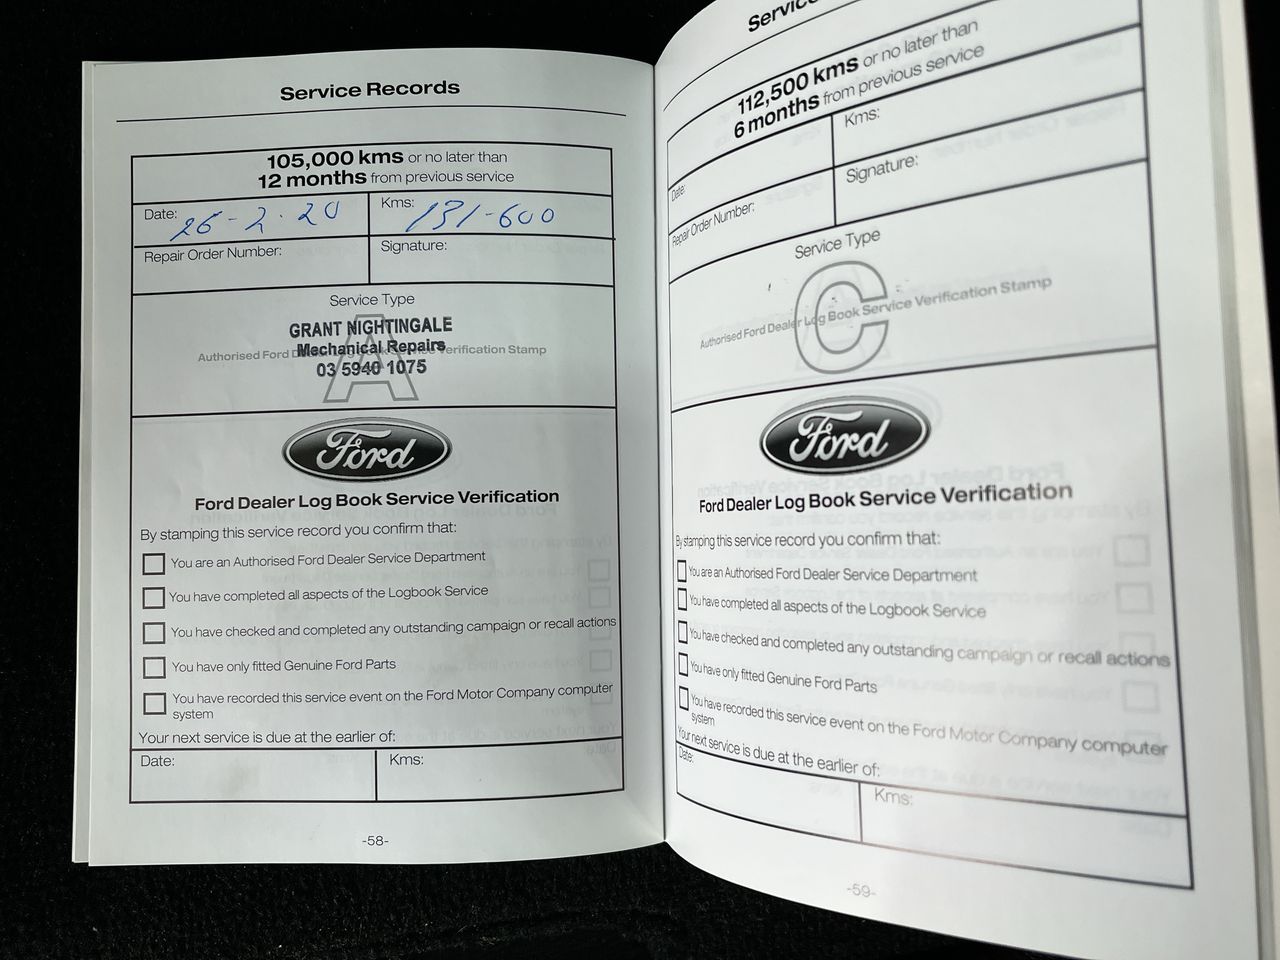 Service Records
105,000 kms or no later than
12 months from previous service
Date: 26-2-20
Kms: 131-600
Repair Order Number:
Signature:
Service Type
GRANT NIGHTINGALE
Mechanical Repairs
Authorised Ford Dealer Log Book Service Verification Stamp
A
03 5940 1075
Ford
Ford Dealer Log Book Service Verification
By stamping this service record you confirm that:
You are an Authorised Ford Dealer Service Department
You have completed all aspects of the Logbook Service
You have checked and completed any outstanding campaign or recall actions
You have only fitted Genuine Ford Parts
You have recorded this service event on the Ford Motor Company computer
system
Your next service is due at the earlier of:
Date:
Kms:
-58-
Service
112,500 kms or no later than
6 months from previous service
Date:
Kms:
Repair Order Number:
Signature:
Service Type
C
Authorised Ford Dealer Log Book Service Verification Stamp
Ford
Ford Dealer Log Book Service Verification
By stamping this service record you confirm that:
You are an Authorised Ford Dealer Service Department
You have completed all aspects of the Logbook Service
You have checked and completed any outstanding campaign or recall actions
You have only fitted Genuine Ford Parts
You have recorded this service event on the Ford Motor Company computer
system
Your next service is due at the earlier of:
Date:
Kms:
-59-